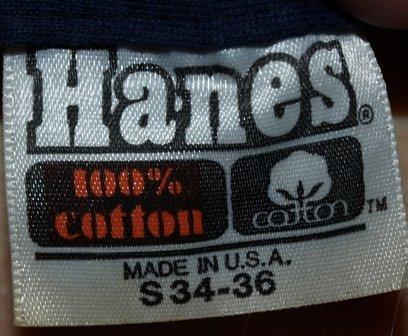 Hanes®
100%
cotton
cotton™
MADE IN U.S.A.
S 34-36